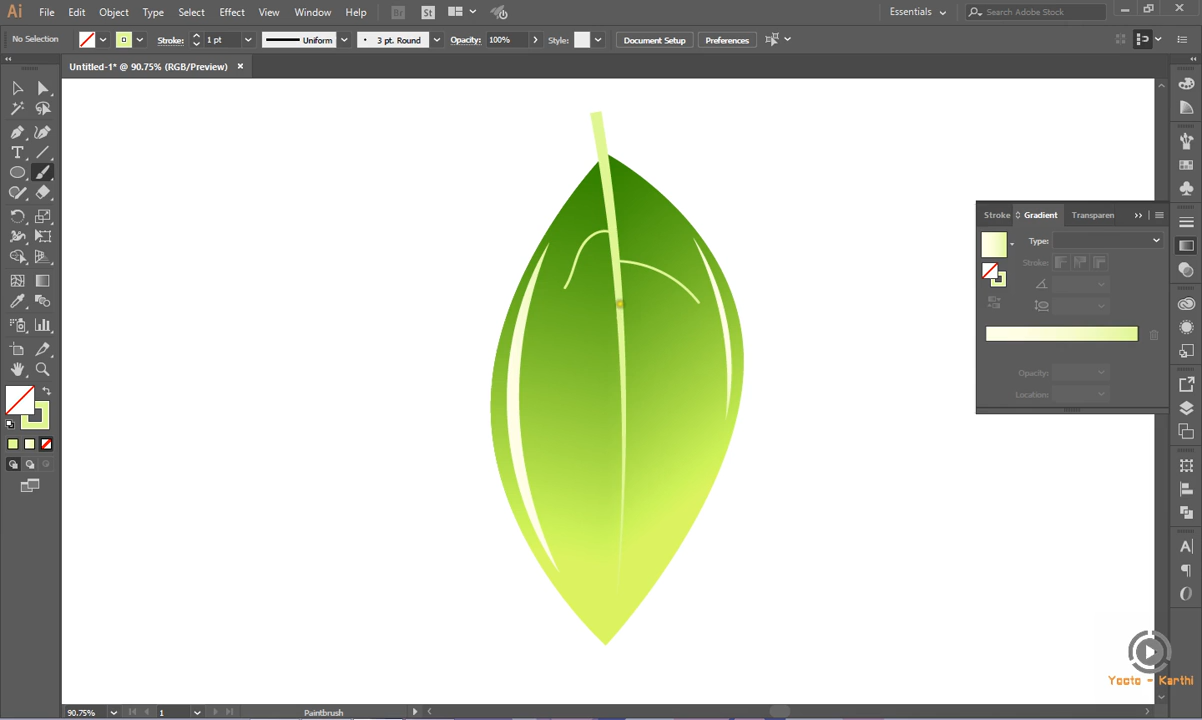 Ai File Edit Object Type Select Effect View Window Help Br St Essentials Search Adobe Stock
No Selection Stroke: 1 pt Uniform 3 pt. Round Opacity: 100% Style: Document Setup Preferences
Untitled-1* @ 90.75% (RGB/Preview)
Stroke Gradient Transparen
Type:
Stroke:
Opacity:
Location:
Yooto - Karthi
90.75% 1 Paintbrush